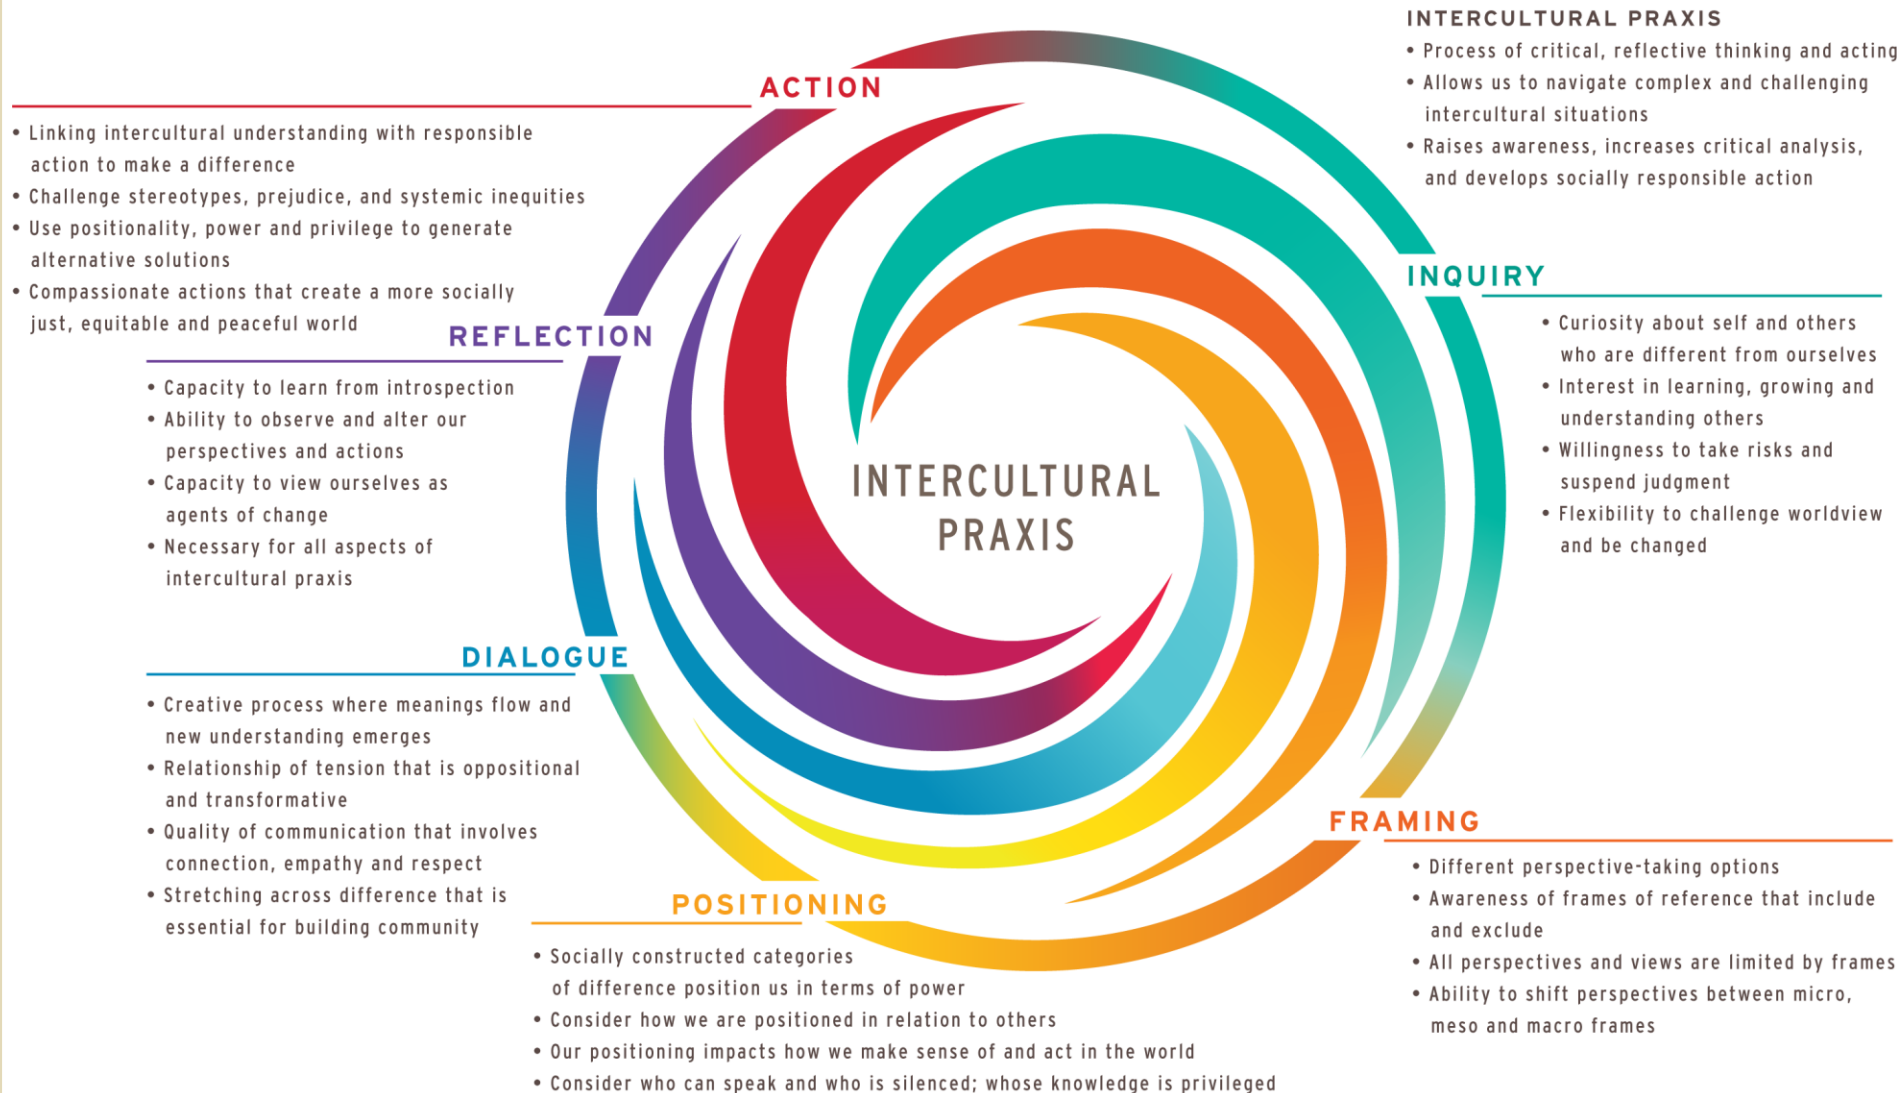 INTERCULTURAL PRAXIS
• Process of critical, reflective thinking and acting
• Allows us to navigate complex and challenging
intercultural situations
• Raises awareness, increases critical analysis,
and develops socially responsible action
ACTION
• Linking intercultural understanding with responsible
action to make a difference
• Challenge stereotypes, prejudice, and systemic inequities
• Use positionality, power and privilege to generate
alternative solutions
• Compassionate actions that create a more socially
just, equitable and peaceful world
INQUIRY
• Curiosity about self and others
who are different from ourselves
• Interest in learning, growing and
understanding others
• Willingness to take risks and
suspend judgment
• Flexibility to challenge worldview
and be changed
REFLECTION
• Capacity to learn from introspection
• Ability to observe and alter our
perspectives and actions
• Capacity to view ourselves as
agents of change
• Necessary for all aspects of
intercultural praxis
INTERCULTURAL
PRAXIS
DIALOGUE
• Creative process where meanings flow and
new understanding emerges
• Relationship of tension that is oppositional
and transformative
• Quality of communication that involves
connection, empathy and respect
• Stretching across difference that is
essential for building community
FRAMING
• Different perspective-taking options
• Awareness of frames of reference that include
and exclude
• All perspectives and views are limited by frames
• Ability to shift perspectives between micro,
meso and macro frames
POSITIONING
• Socially constructed categories
of difference position us in terms of power
• Consider how we are positioned in relation to others
• Our positioning impacts how we make sense of and act in the world
• Consider who can speak and who is silenced; whose knowledge is privileged